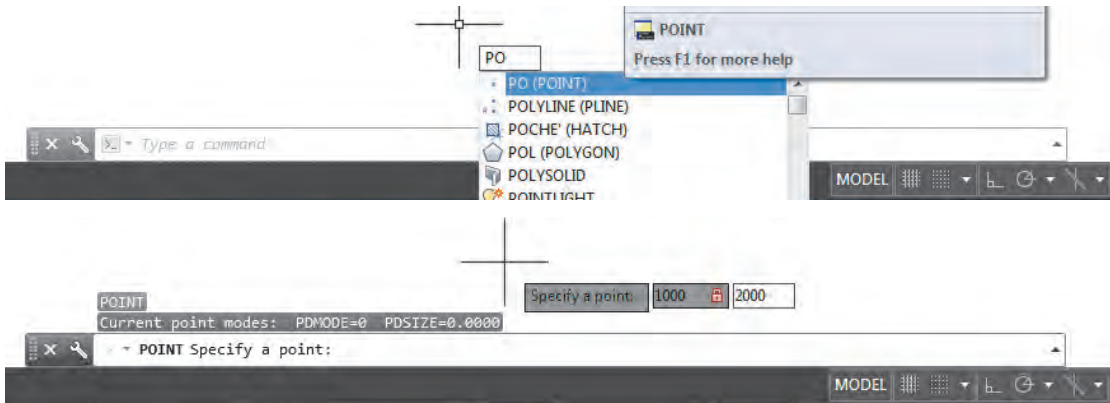 POINT
Press F1 for more help
PO
PO (POINT)
POLYLINE (PLINE)
POCHE' (HATCH)
Type a command
POL (POLYGON)
POLYSOLID
MODEL
POINTLIGHT
Specify a point: 1000 2000
POINT
Current point modes: PDMODE=0 PDSIZE=0.0000
POINT Specify a point:
MODEL